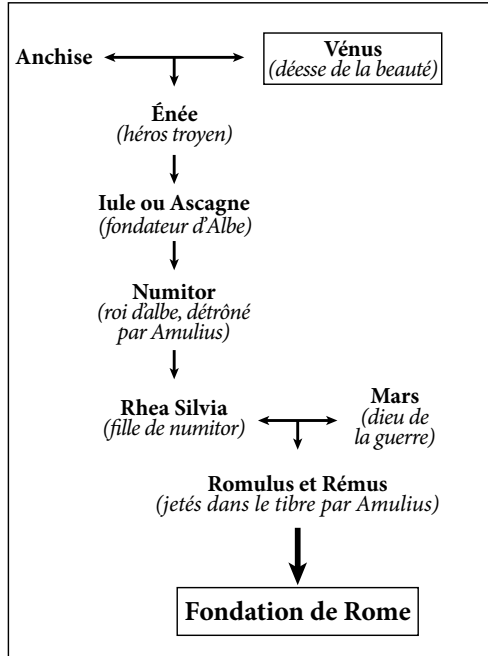 Anchise
Vénus
(déesse de la beauté)
Énée
(héros troyen)
Iule ou Ascagne
(fondateur d'Albe)
Numitor
(roi d'albe, détrôné
par Amulius)
Rhea Silvia
(fille de numitor)
Mars
(dieu de
la guerre)
Romulus et Rémus
(jetés dans le tibre par Amulius)
Fondation de Rome